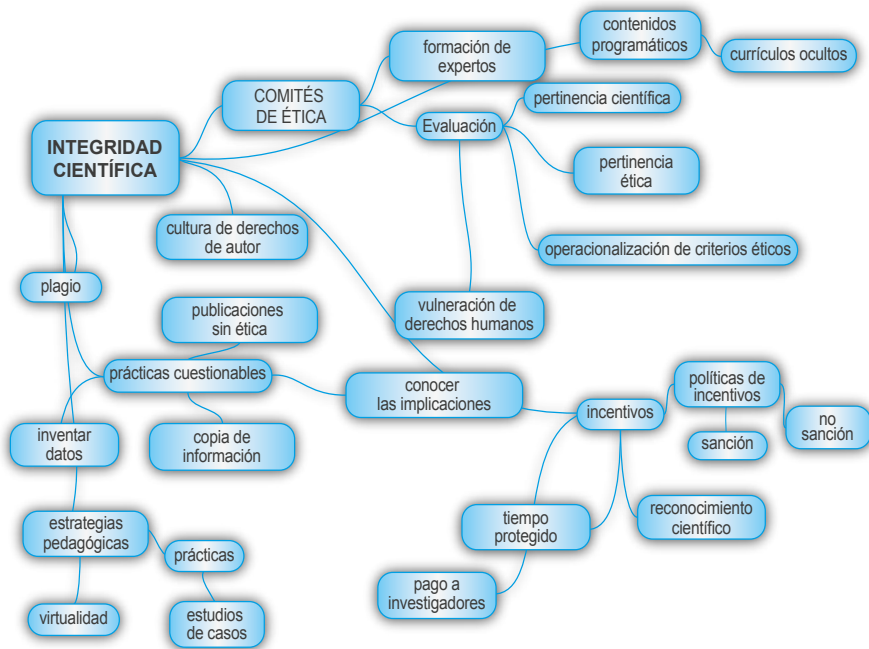 contenidos
programáticos
formación de
expertos
currículos ocultos
COMITÉS
DE ÉTICA
pertinencia científica
Evaluación
INTEGRIDAD
CIENTÍFICA
pertinencia
ética
cultura de derechos
de autor
operacionalización de criterios éticos
plagio
publicaciones
sin ética
vulneración de
derechos humanos
prácticas cuestionables
conocer
las implicaciones
políticas de
incentivos
incentivos
no
sanción
inventar
datos
copia de
información
sanción
estrategias
pedagógicas
prácticas
tiempo
protegido
reconocimiento
científico
pago a
investigadores
virtualidad
estudios
de casos